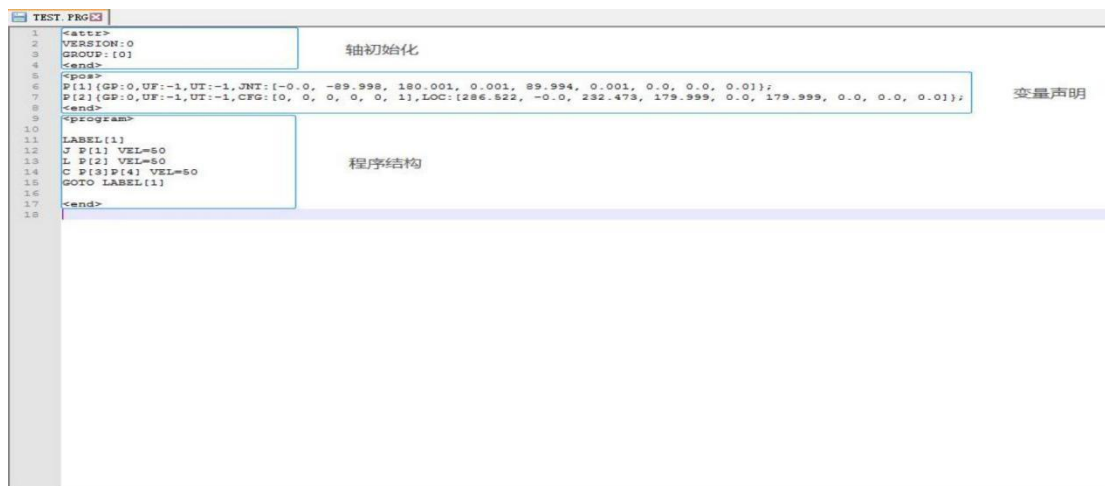 TEST.PRG
1 <attr>
2 VERSION:0
3 GROUP:[0]
轴初始化
4 <end>
5 <pos>
6 P[1]{GP:0,UF:-1,UT:-1,JNT:[-0.0, -89.998, 180.001, 0.001, 89.994, 0.001, 0.0, 0.0, 0.0]};
7 P[2]{GP:0,UF:-1,UT:-1,CFG:[0, 0, 0, 0, 0, 1],LOC:[286.522, -0.0, 232.473, 179.999, 0.0, 179.999, 0.0, 0.0, 0.0]};
变量声明
8 <end>
9 <program>
10
11 LABEL[1]
12 J P[1] VEL=50
13 L P[2] VEL=50
程序结构
14 C P[3]P[4] VEL=50
15 GOTO LABEL[1]
16
17 <end>
18